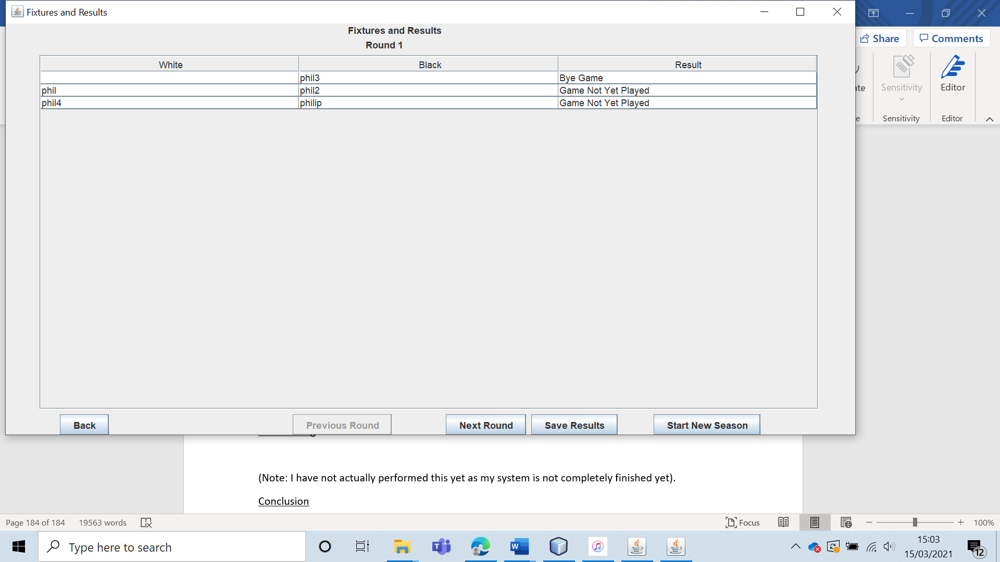 Fixtures and Results
Share
Comments
Fixtures and Results
Round 1
White Black Result
phil3 Bye Game
phil phil2 Game Not Yet Played
phil4 philip Game Not Yet Played
Sensitivity
Editor
Sensitivity
Editor
Back
Previous Round
Next Round
Save Results
Start New Season
(Note: I have not actually performed this yet as my system is not completely finished yet).
Conclusion
Page 184 of 184 19563 words
Focus
100%
Type here to search
15:03
15/03/2021
12